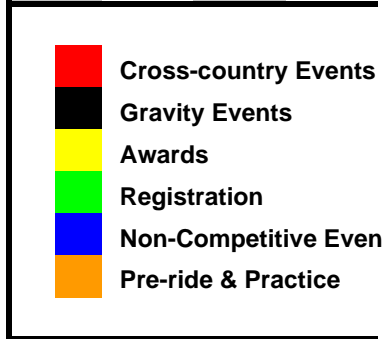 Cross-country Events
Gravity Events
Awards
Registration
Non-Competitive Even
Pre-ride & Practice